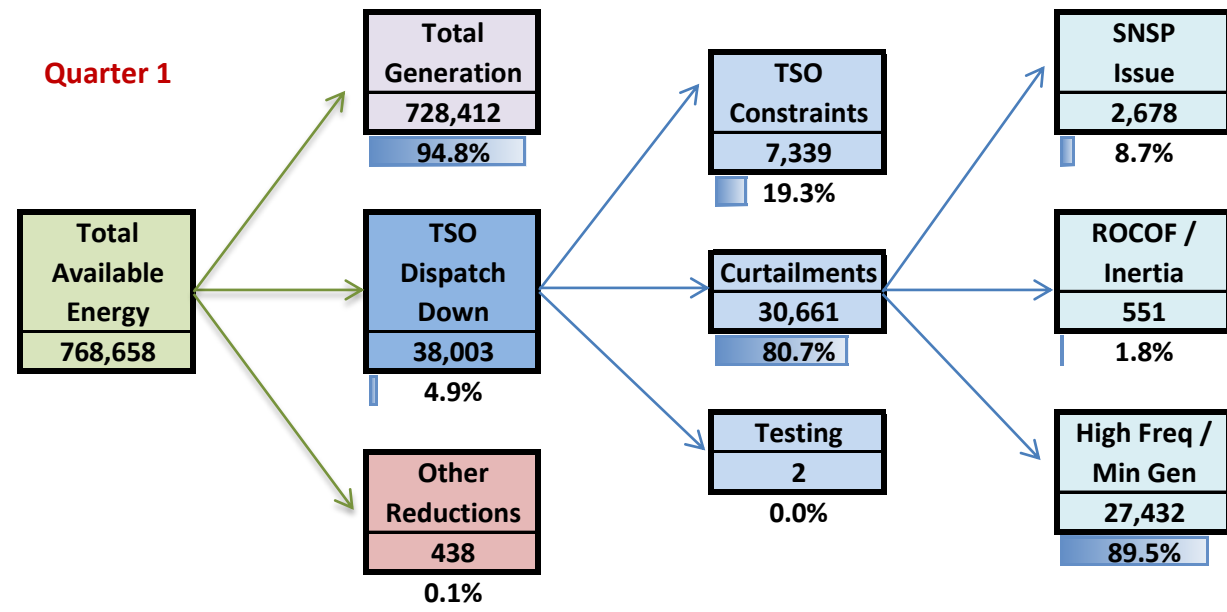 Quarter 1
Total
Available
Energy
768,658
Total
Generation
728,412
94.8%
TSO
Dispatch
Down
38,003
4.9%
Other
Reductions
438
0.1%
TSO
Constraints
7,339
19.3%
Curtailments
30,661
80.7%
Testing
2
0.0%
SNSP
Issue
2,678
8.7%
ROCOF /
Inertia
551
1.8%
High Freq /
Min Gen
27,432
89.5%